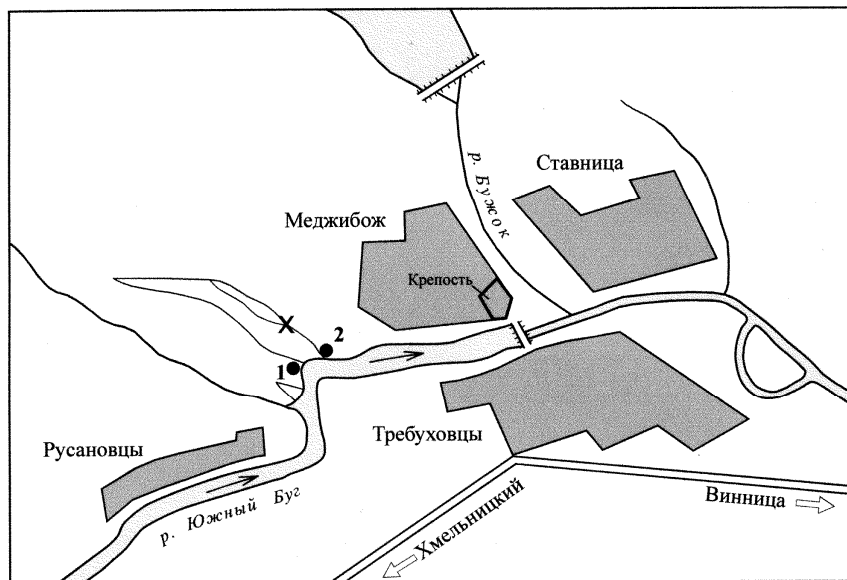 Ставница
р. Бужок
Меджибож
Крепость
2
X
1
Русановцы
Требуховцы
р. Южный Буг
Винница
Хмельницкий